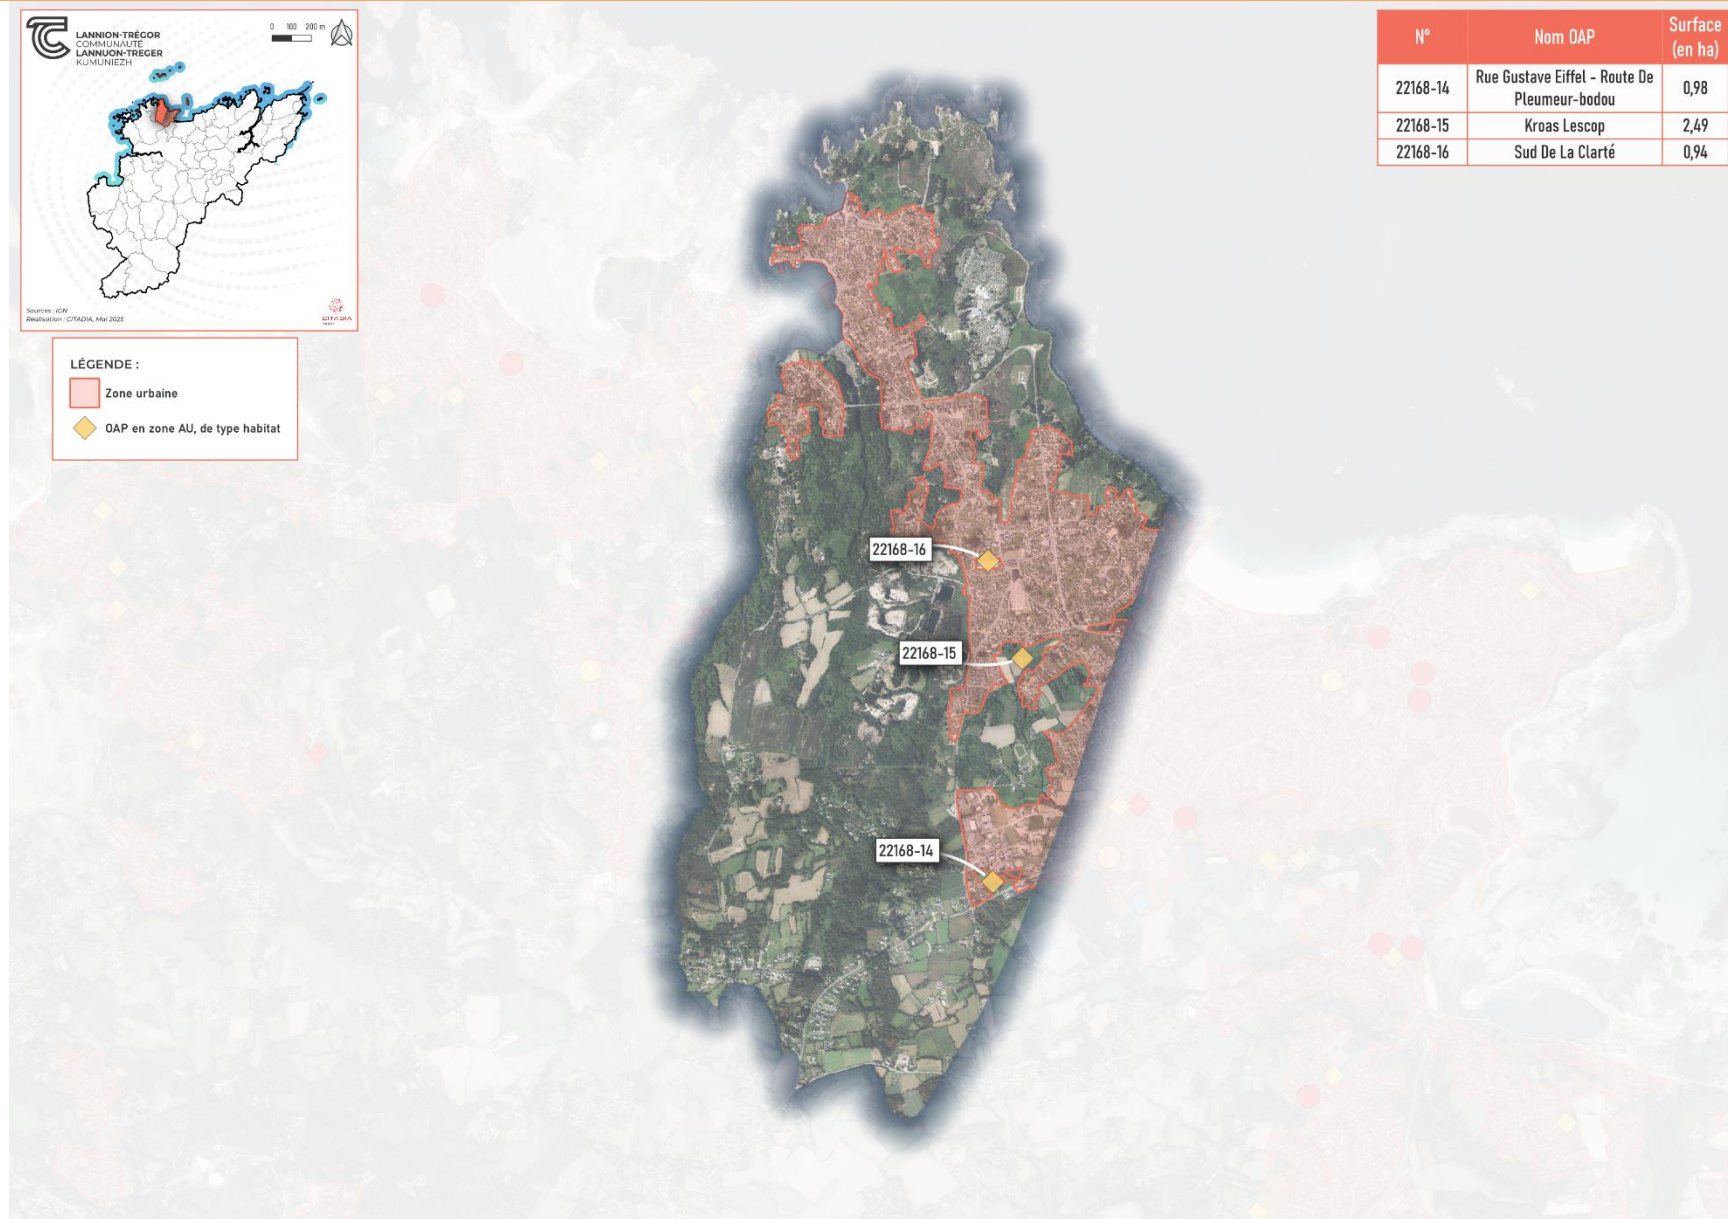 LANNION-TRÉGOR
COMMUNAUTÉ
LANNUON-TREGER
KUMUNIEZH
0 100 200 m
Sources : IGN
Réalisation : CITADIA, Mai 2025
CITADIA
LÉGENDE :
Zone urbaine
OAP en zone AU, de type habitat
N° Nom OAP Surface
(en ha)
22168-14 Rue Gustave Eiffel - Route De
Pleumeur-bodou 0,98
22168-15 Kroas Lescop 2,49
22168-16 Sud De La Clarté 0,94
22168-16
22168-15
22168-14